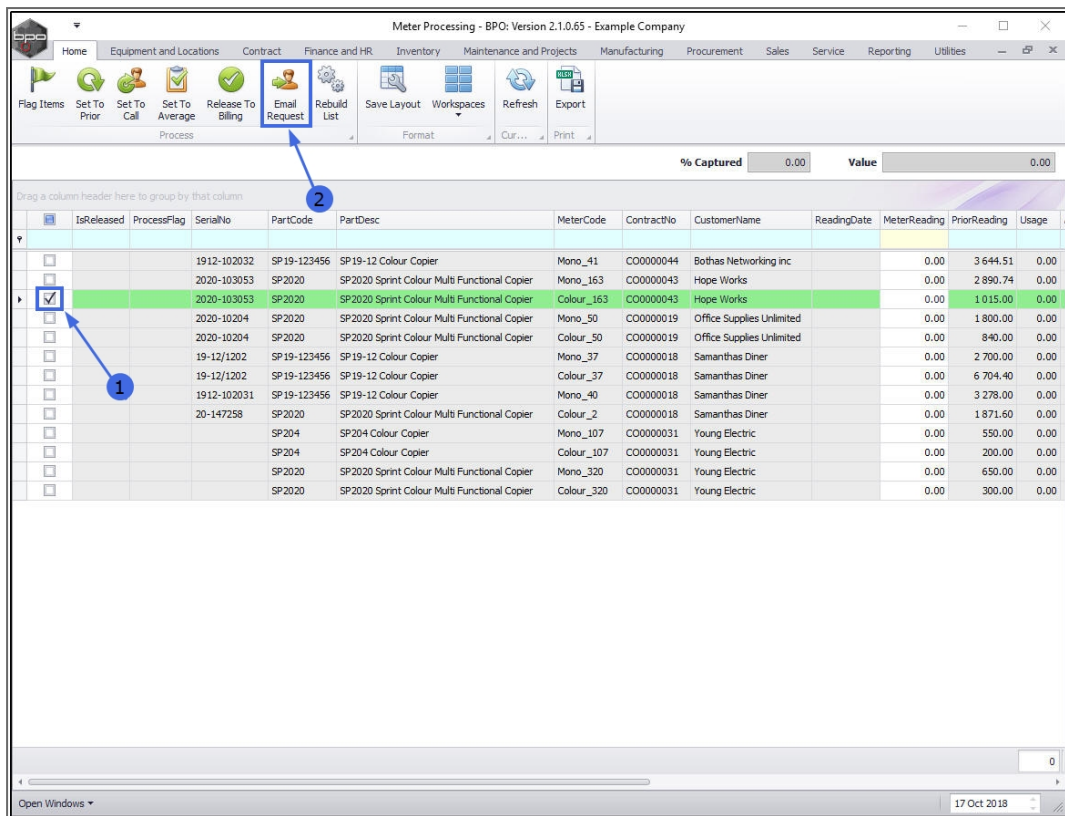 bpo
Meter Processing - BPO: Version 2.1.0.65 - Example Company
Home Equipment and Locations Contract Finance and HR Inventory Maintenance and Projects Manufacturing Procurement Sales Service Reporting Utilities
Flag Items Set To Prior Set To Call Set To Average Release To Billing Email Request Rebuild List Save Layout Workspaces Refresh XLSX Export
Process Format Cur... Print
% Captured 0.00 Value 0.00
Drag a column header here to group by that column
2
IsReleased ProcessFlag SerialNo PartCode PartDesc MeterCode ContractNo CustomerName ReadingDate MeterReading PriorReading Usage
1912-102032 SP19-123456 SP19-12 Colour Copier Mono_41 CO0000044 Bothas Networking inc 0.00 3 644.51 0.00
2020-103053 SP2020 SP2020 Sprint Colour Multi Functional Copier Mono_163 CO0000043 Hope Works 0.00 2 890.74 0.00
2020-103053 SP2020 SP2020 Sprint Colour Multi Functional Copier Colour_163 CO0000043 Hope Works 0.00 1 015.00 0.00
2020-10204 SP2020 SP2020 Sprint Colour Multi Functional Copier Mono_50 CO0000019 Office Supplies Unlimited 0.00 1 800.00 0.00
2020-10204 SP2020 SP2020 Sprint Colour Multi Functional Copier Colour_50 CO0000019 Office Supplies Unlimited 0.00 840.00 0.00
19-12/1202 SP19-123456 SP19-12 Colour Copier Mono_37 CO0000018 Samanthas Diner 0.00 2 700.00 0.00
19-12/1202 SP19-123456 SP19-12 Colour Copier Colour_37 CO0000018 Samanthas Diner 0.00 6 704.40 0.00
1
1912-102031 SP19-123456 SP19-12 Colour Copier Mono_40 CO0000018 Samanthas Diner 0.00 3 278.00 0.00
20-147258 SP2020 SP2020 Sprint Colour Multi Functional Copier Colour_2 CO0000018 Samanthas Diner 0.00 1 871.60 0.00
SP204 SP204 Colour Copier Mono_107 CO0000031 Young Electric 0.00 550.00 0.00
SP204 SP204 Colour Copier Colour_107 CO0000031 Young Electric 0.00 200.00 0.00
SP2020 SP2020 Sprint Colour Multi Functional Copier Mono_320 CO0000031 Young Electric 0.00 650.00 0.00
SP2020 SP2020 Sprint Colour Multi Functional Copier Colour_320 CO0000031 Young Electric 0.00 300.00 0.00
0
Open Windows 17 Oct 2018